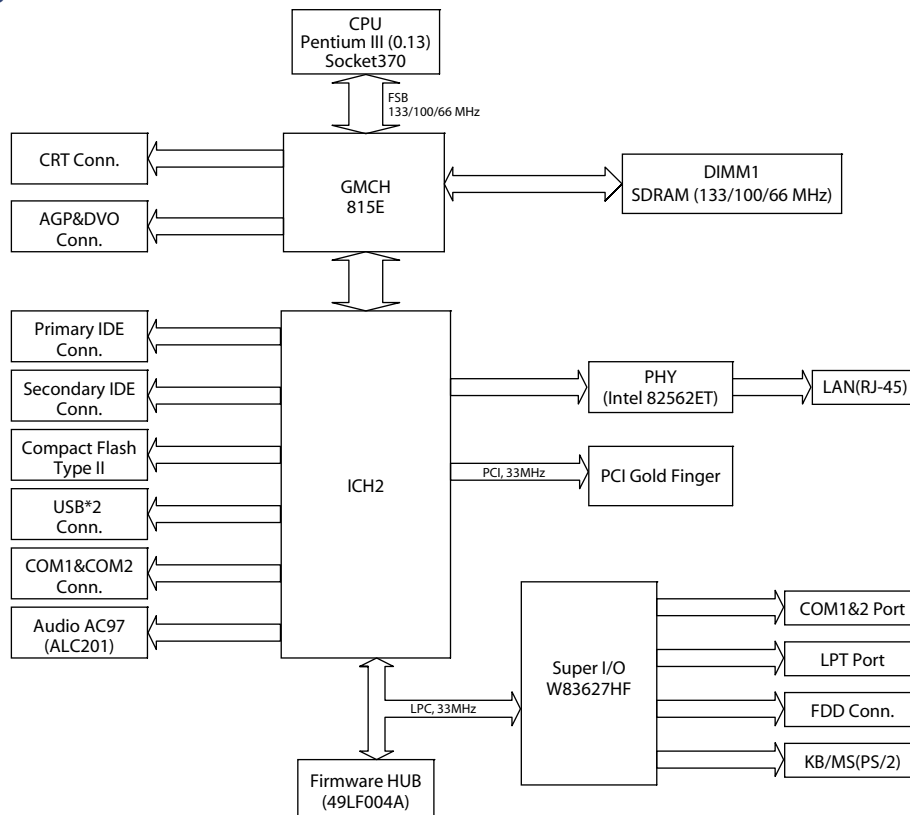 CPU
Pentium III (0.13)
Socket370
FSB
133/100/66 MHz
CRT Conn.
GMCH
815E
DIMM1
SDRAM (133/100/66 MHz)
AGP&DVO
Conn.
Primary IDE
Conn.
Secondary IDE
Conn.
Compact Flash
Type II
USB*2
Conn.
COM1&COM2
Conn.
Audio AC97
(ALC201)
ICH2
PHY
(Intel 82562ET)
LAN(RJ-45)
PCI, 33MHz
PCI Gold Finger
Super I/O
W83627HF
COM1&2 Port
LPT Port
FDD Conn.
KB/MS(PS/2)
LPC, 33MHz
Firmware HUB
(49LF004A)